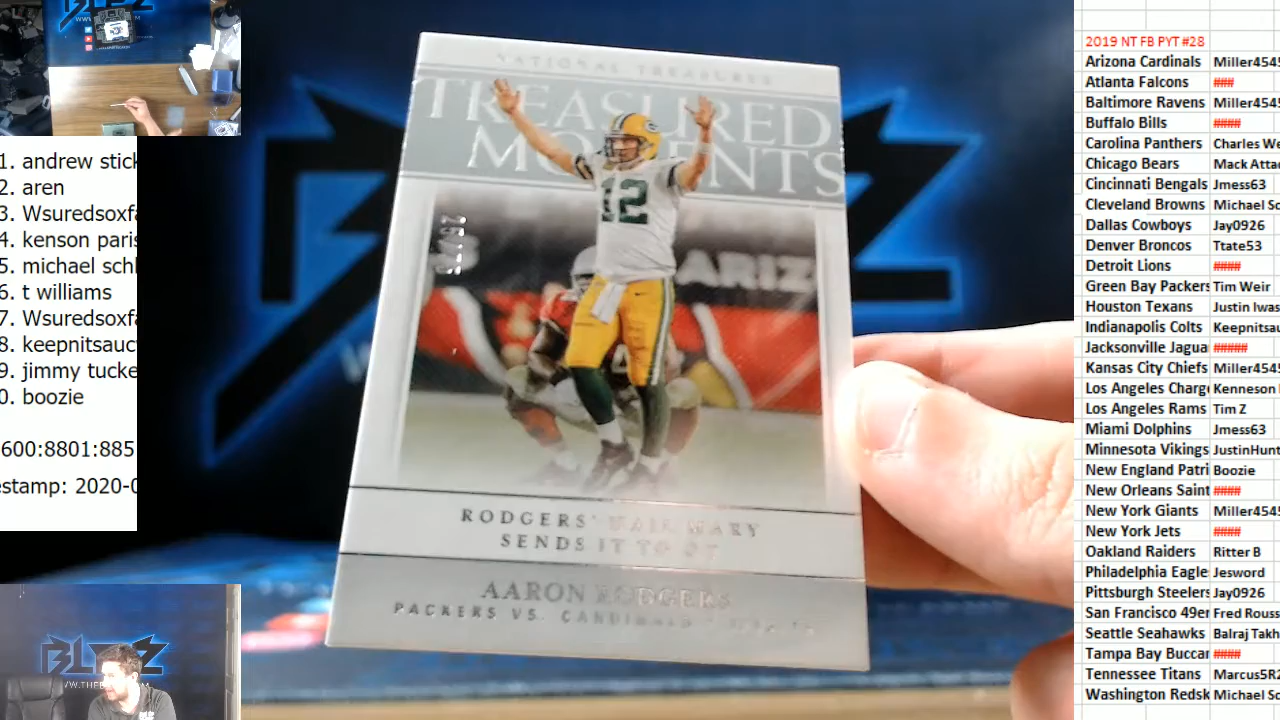 1. andrew stick
2. aren
3. Wsuredsoxfa
4. kenson paris
5. michael schl
6. t williams
7. Wsuredsoxfa
8. keepnitsauc
9. jimmy tucke
0. boozie
600:8801:885
estamp: 2020-0
NATIONAL TREASURES
TREASURED
MOMENTS
12
ARIZ
RODGERS' HAIL MARY
SENDS IT TO OT
AARON RODGERS
PACKERS VS. CARDINALS
BLEZ
2019 NT FB PYT #28
Arizona Cardinals Miller4545
Atlanta Falcons ###
Baltimore Ravens Miller4545
Buffalo Bills ####
Carolina Panthers Charles We
Chicago Bears Mack Attac
Cincinnati Bengals Jmess63
Cleveland Browns Michael Sc
Dallas Cowboys Jay0926
Denver Broncos Ttate53
Detroit Lions ####
Green Bay Packers Tim Weir
Houston Texans Justin Iwas
Indianapolis Colts Keepnitsau
Jacksonville Jagua #####
Kansas City Chiefs Miller4545
Los Angeles Charg Kenneson
Los Angeles Rams Tim Z
Miami Dolphins Jmess63
Minnesota Vikings JustinHunt
New England Patri Boozie
New Orleans Saint ####
New York Giants Miller4545
New York Jets ####
Oakland Raiders Ritter B
Philadelphia Eagle Jesword
Pittsburgh Steelers Jay0926
San Francisco 49er Fred Rouss
Seattle Seahawks Balraj Takh
Tampa Bay Buccar ####
Tennessee Titans Marcus5R2
Washington Redsk Michael Sc